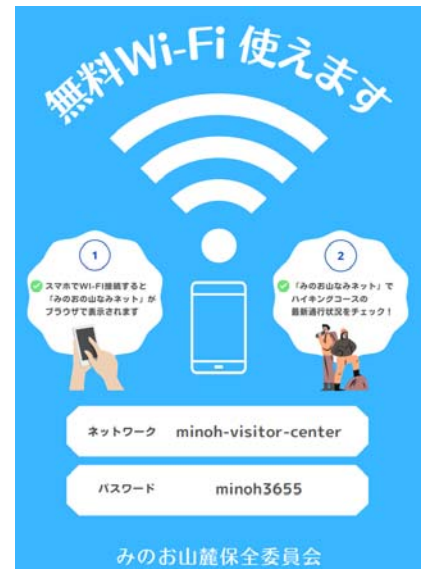 無料Wi-Fi 使えます
1
スマホでWI-FI接続すると
「みのおの山なみネット」が
ブラウザで表示されます
2
「みのお山なみネット」で
ハイキングコースの
最新通行状況をチェック！
ネットワーク minoh-visitor-center
パスワード minoh3655
みのお山麓保全委員会